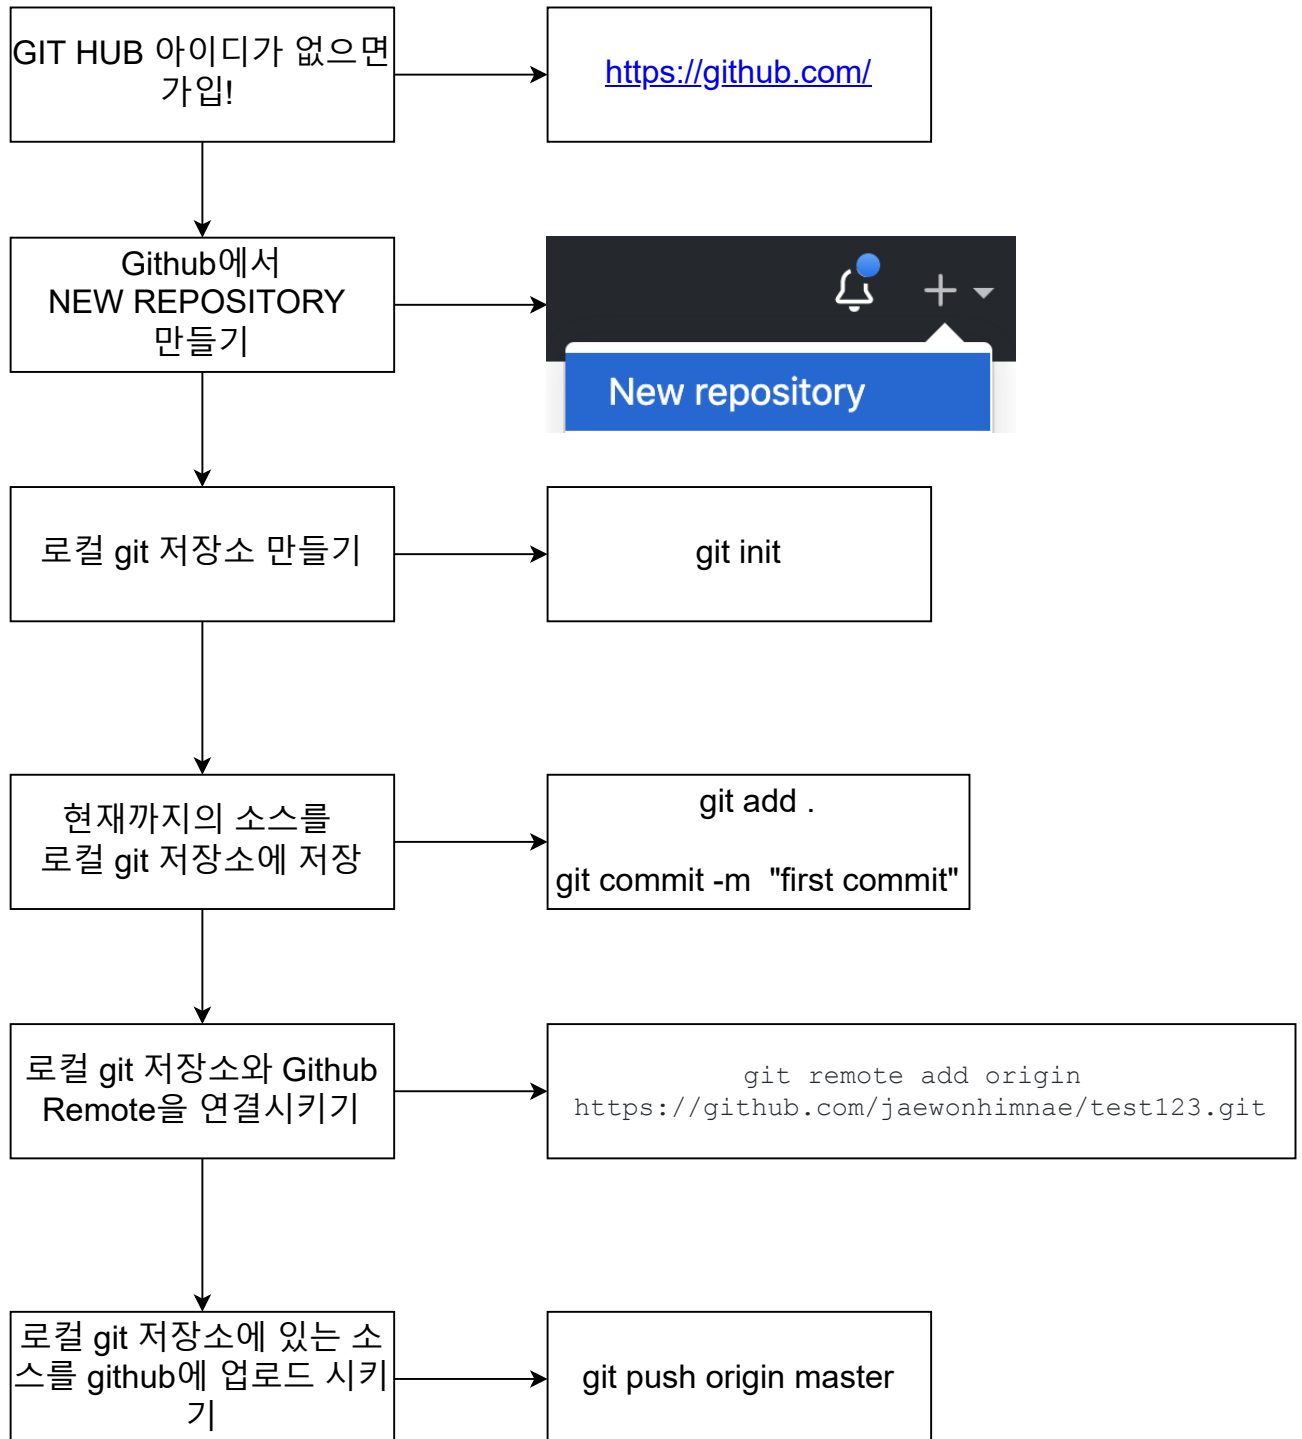 GIT HUB 아이디가 없으면
가입!
https://github.com/
Github에서
NEW REPOSITORY
만들기
New repository
로컬 git 저장소 만들기
git init
현재까지의 소스를
로컬 git 저장소에 저장
git add .
git commit -m  "first commit"
로컬 git 저장소와 Github
Remote을 연결시키기
git remote add origin
https://github.com/jaewonhimnae/test123.git
로컬 git 저장소에 있는 소
스를 github에 업로드 시키
기
git push origin master